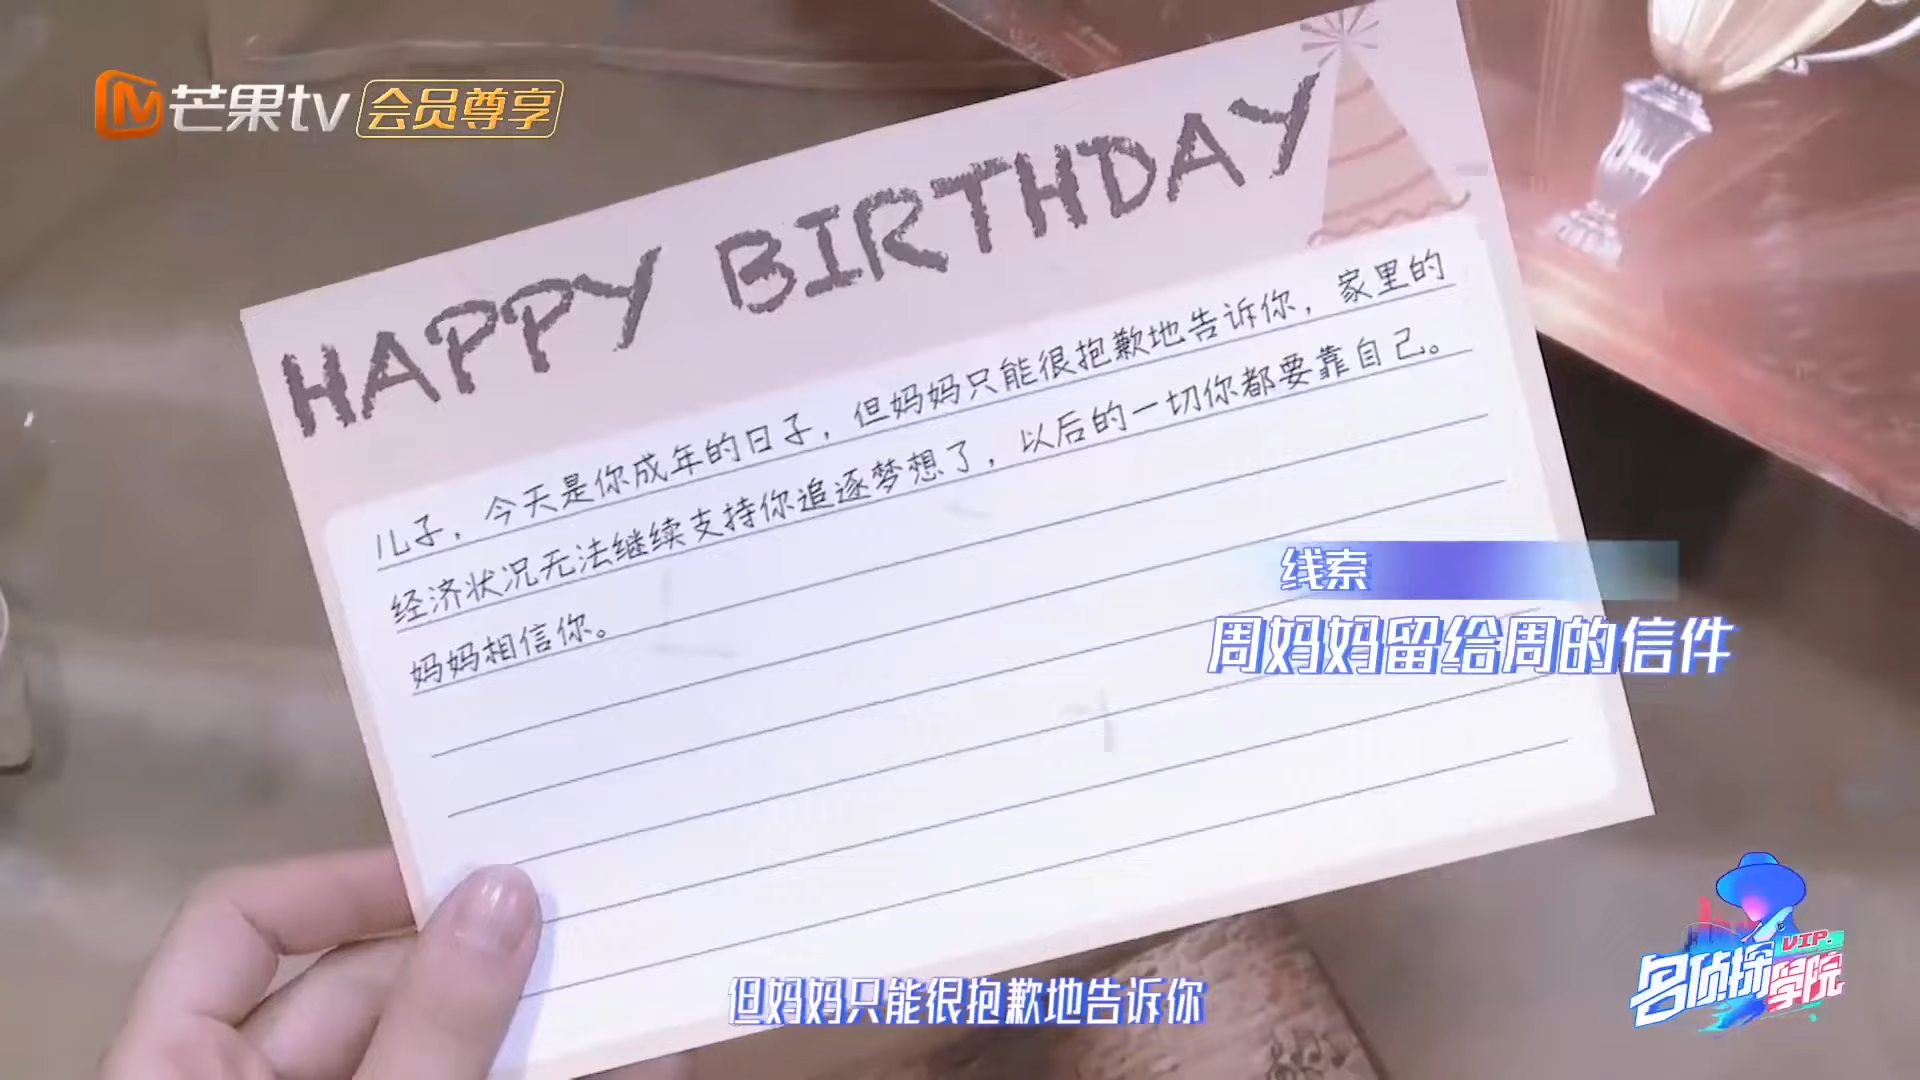 芒果tv 会员尊享
HAPPY BIRTHDAY
儿子，今天是你成年的日子，但妈妈只能很抱歉地告诉你，家里的
经济状况无法继续支持你追逐梦想了，以后的一切你都要靠自己。
妈妈相信你。
线索
周妈妈留给周的信件
但妈妈只能很抱歉地告诉你
名侦探学院 VIP.